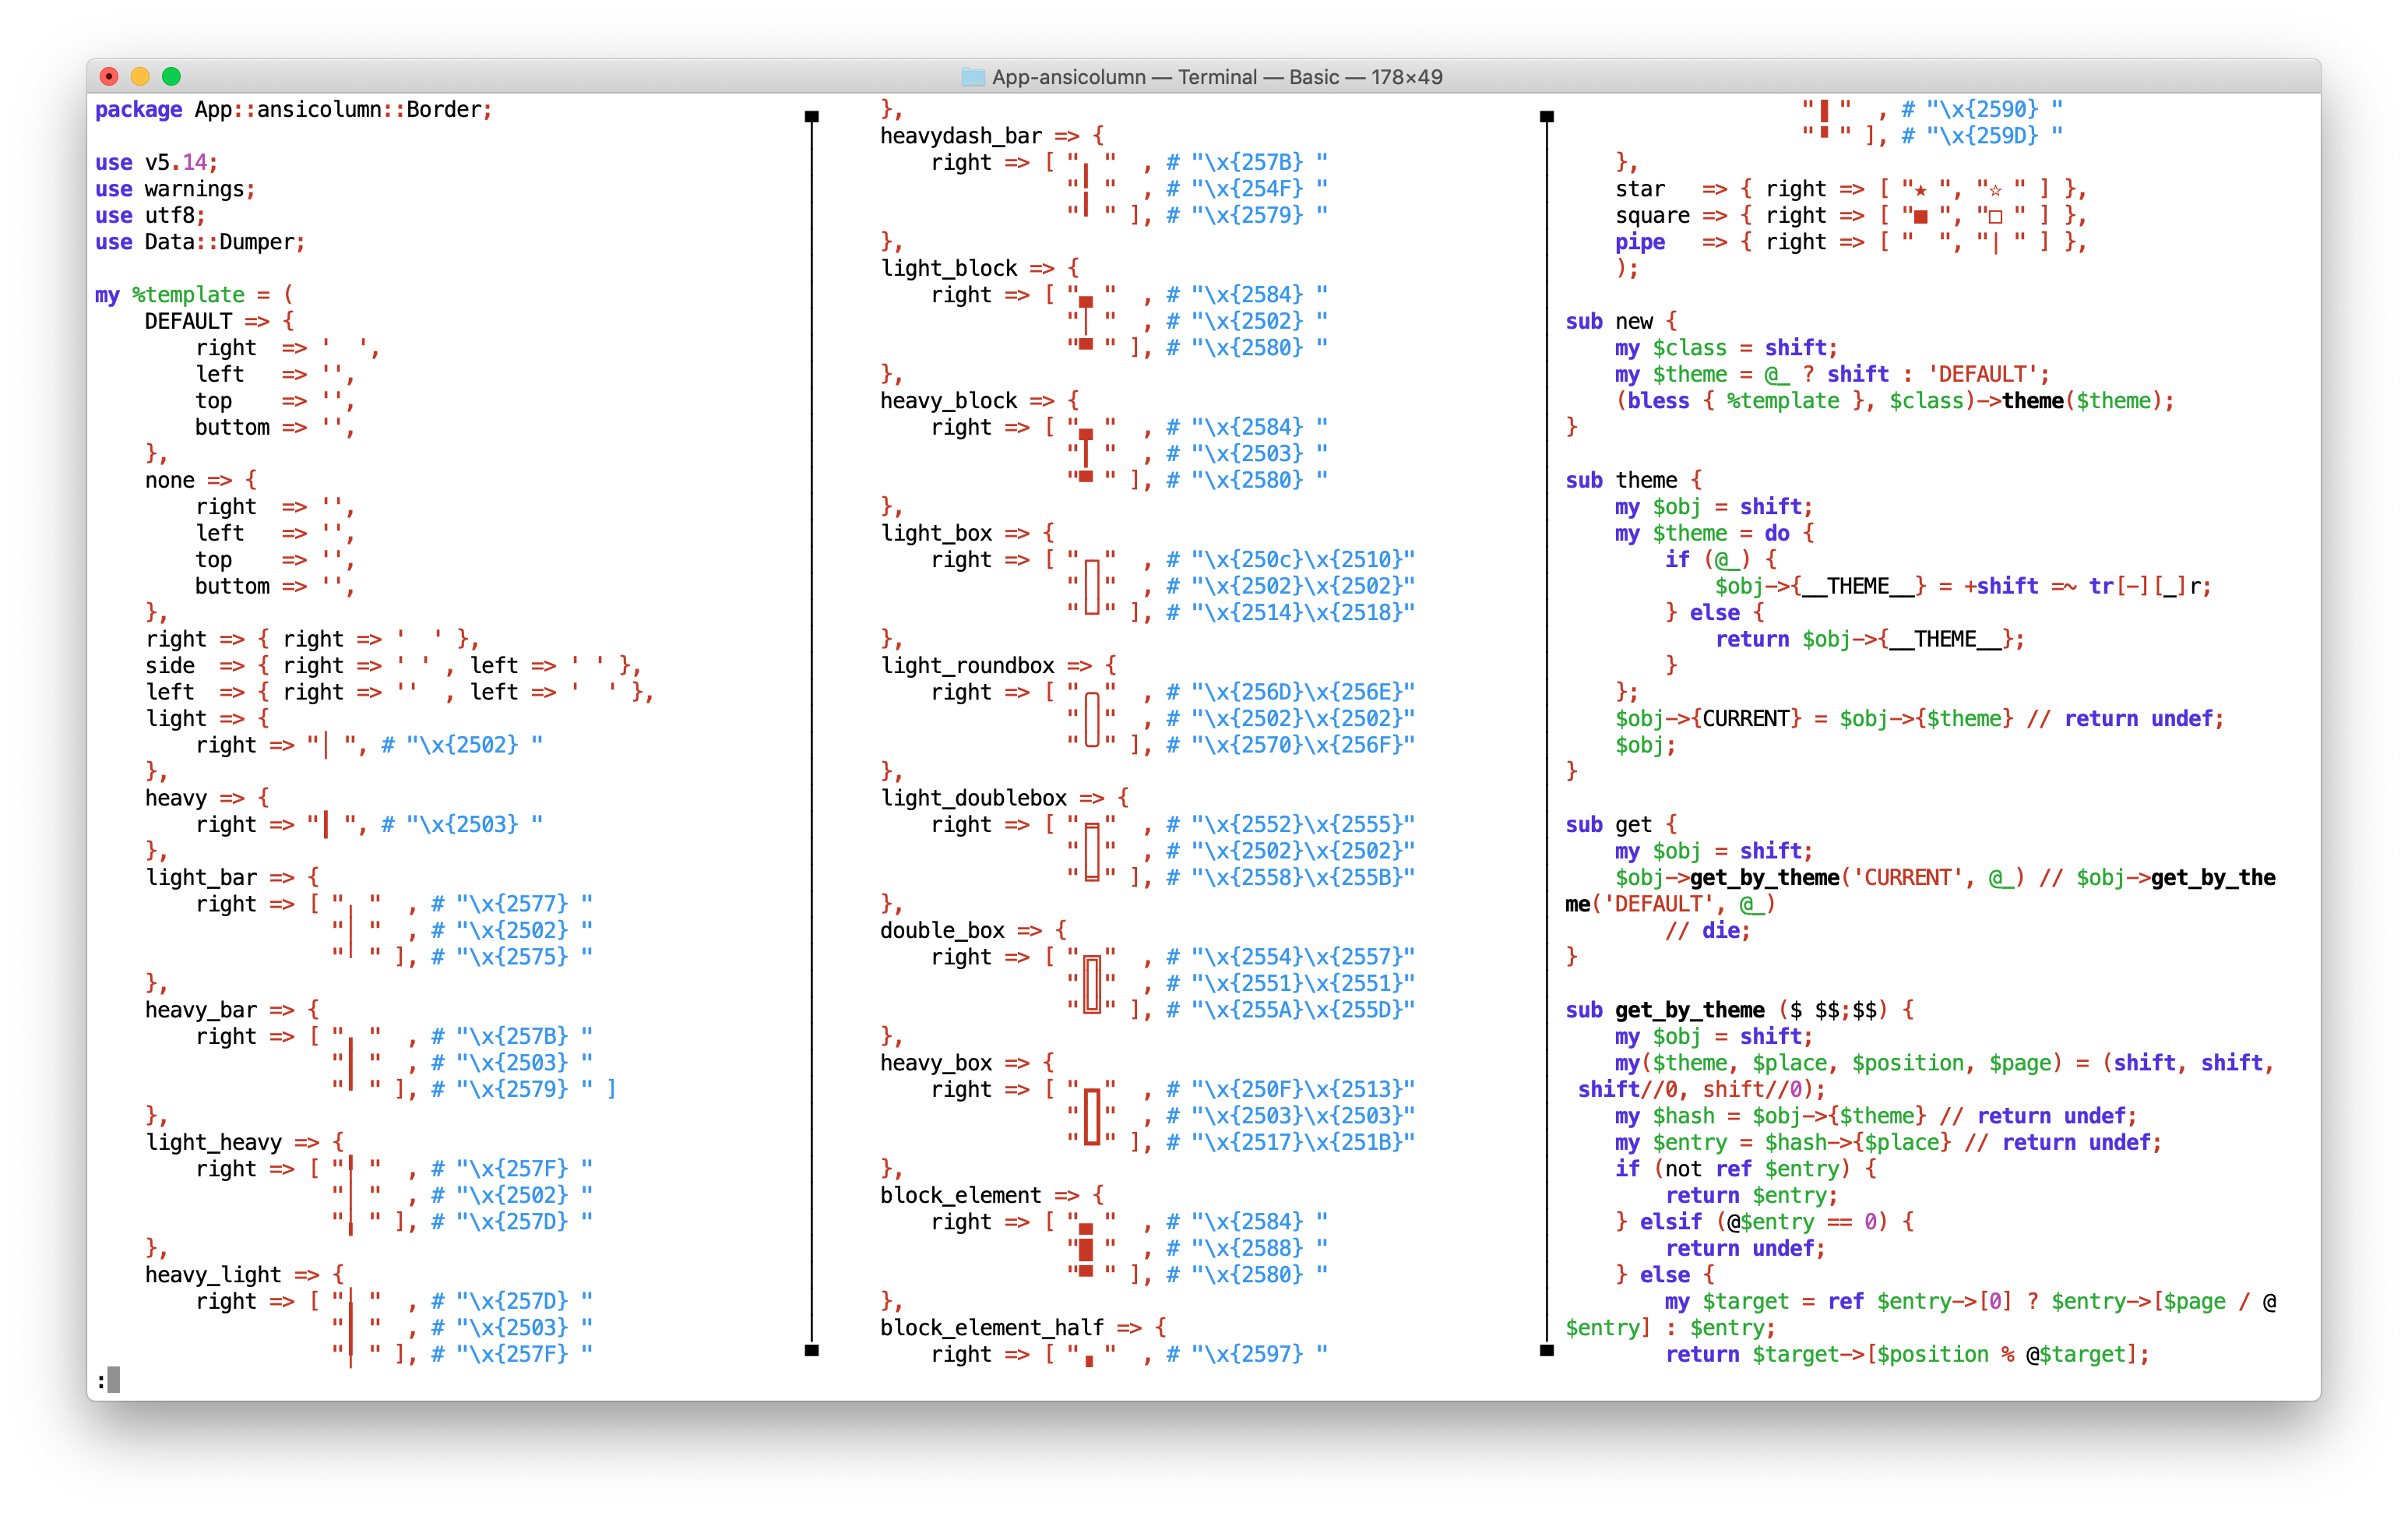 App-ansicolumn — Terminal — Basic — 178×49
package App::ansicolumn::Border;

use v5.14;
use warnings;
use utf8;
use Data::Dumper;

my %template = (
    DEFAULT => {
        right  => '  ',
        left   => '',
        top    => '',
        buttom => '',
    },
    none => {
        right  => '',
        left   => '',
        top    => '',
        buttom => '',
    },
    right => { right => '  ' },
    side  => { right => ' ' , left => ' ' },
    left  => { right => ''  , left => '  ' },
    light => {
        right => "│ ", # "\x{2502} "
    },
    heavy => {
        right => "┃ ", # "\x{2503} "
    },
    light_bar => {
        right => [ "╷ "  , # "\x{2577} "
                   "│ "  , # "\x{2502} "
                   "╵ " ], # "\x{2575} "
    },
    heavy_bar => {
        right => [ "╻ "  , # "\x{257B} "
                   "┃ "  , # "\x{2503} "
                   "╹ " ], # "\x{2579} " ]
    },
    light_heavy => {
        right => [ "╿ "  , # "\x{257F} "
                   "│ "  , # "\x{2502} "
                   "╽ " ], # "\x{257D} "
    },
    heavy_light => {
        right => [ "╽ "  , # "\x{257D} "
                   "┃ "  , # "\x{2503} "
                   "╿ " ], # "\x{257F} "
    },
    heavydash_bar => {
        right => [ "╻ "  , # "\x{257B} "
                   "╏ "  , # "\x{254F} "
                   "╹ " ], # "\x{2579} "
    },
    light_block => {
        right => [ "▄ "  , # "\x{2584} "
                   "│ "  , # "\x{2502} "
                   "▀ " ], # "\x{2580} "
    },
    heavy_block => {
        right => [ "▄ "  , # "\x{2584} "
                   "┃ "  , # "\x{2503} "
                   "▀ " ], # "\x{2580} "
    },
    light_box => {
        right => [ "┌┐"  , # "\x{250c}\x{2510}"
                   "││"  , # "\x{2502}\x{2502}"
                   "└┘" ], # "\x{2514}\x{2518}"
    },
    light_roundbox => {
        right => [ "╭╮"  , # "\x{256D}\x{256E}"
                   "││"  , # "\x{2502}\x{2502}"
                   "╰╯" ], # "\x{2570}\x{256F}"
    },
    light_doublebox => {
        right => [ "╒╕"  , # "\x{2552}\x{2555}"
                   "││"  , # "\x{2502}\x{2502}"
                   "╘╛" ], # "\x{2558}\x{255B}"
    },
    double_box => {
        right => [ "╔╗"  , # "\x{2554}\x{2557}"
                   "║║"  , # "\x{2551}\x{2551}"
                   "╚╝" ], # "\x{255A}\x{255D}"
    },
    heavy_box => {
        right => [ "┏┓"  , # "\x{250F}\x{2513}"
                   "┃┃"  , # "\x{2503}\x{2503}"
                   "┗┛" ], # "\x{2517}\x{251B}"
    },
    block_element => {
        right => [ "▄ "  , # "\x{2584} "
                   "█ "  , # "\x{2588} "
                   "▀ " ], # "\x{2580} "
    },
    block_element_half => {
        right => [ "▗ "  , # "\x{2597} "
                   "▐ "  , # "\x{2590} "
                   "▝ " ], # "\x{259D} "
    },
    star   => { right => [ "★ ", "☆ " ] },
    square => { right => [ "■ ", "□ " ] },
    pipe   => { right => [ "  ", "| " ] },
    );

sub new {
    my $class = shift;
    my $theme = @_ ? shift : 'DEFAULT';
    (bless { %template }, $class)->theme($theme);
}

sub theme {
    my $obj = shift;
    my $theme = do {
        if (@_) {
            $obj->{__THEME__} = +shift =~ tr[-][_]r;
        } else {
            return $obj->{__THEME__};
        }
    };
    $obj->{CURRENT} = $obj->{$theme} // return undef;
    $obj;
}

sub get {
    my $obj = shift;
    $obj->get_by_theme('CURRENT', @_) // $obj->get_by_the
me('DEFAULT', @_)
        // die;
}

sub get_by_theme ($ $$;$$) {
    my $obj = shift;
    my($theme, $place, $position, $page) = (shift, shift,
 shift//0, shift//0);
    my $hash = $obj->{$theme} // return undef;
    my $entry = $hash->{$place} // return undef;
    if (not ref $entry) {
        return $entry;
    } elsif (@$entry == 0) {
        return undef;
    } else {
        my $target = ref $entry->[0] ? $entry->[$page / @
$entry] : $entry;
        return $target->[$position % @$target];
: